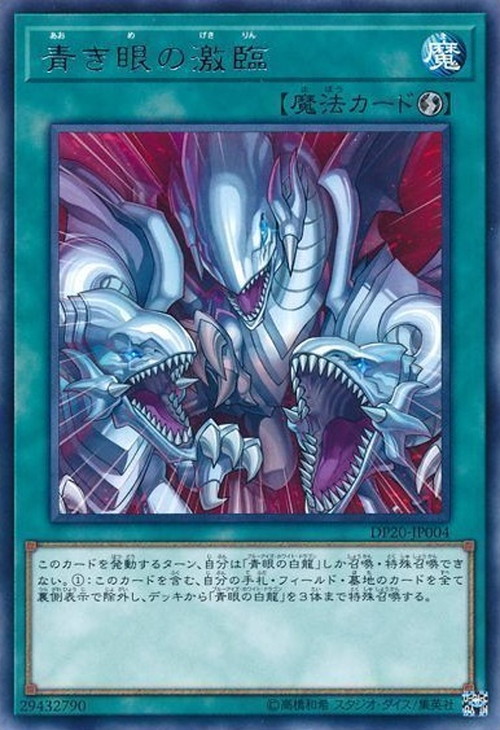 青き眼の激臨
魔
【魔法カード】
DP20-JP004
このカードを発動するターン、自分は「青眼の白龍」しか召喚・特殊召喚でき
ない。①：このカードを含む、自分の手札・フィールド・墓地のカードを全て
裏側表示で除外し、デッキから「青眼の白龍」を３体まで特殊召喚する。
29432790
©高橋和希 スタジオ・ダイス/集英社